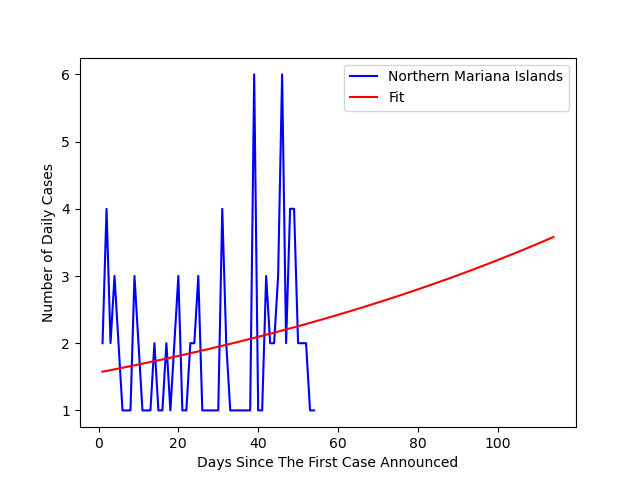 Northern Mariana Islands
Fit
6
5
4
3
2
1
Number of Daily Cases
0 20 40 60 80 100
Days Since The First Case Announced